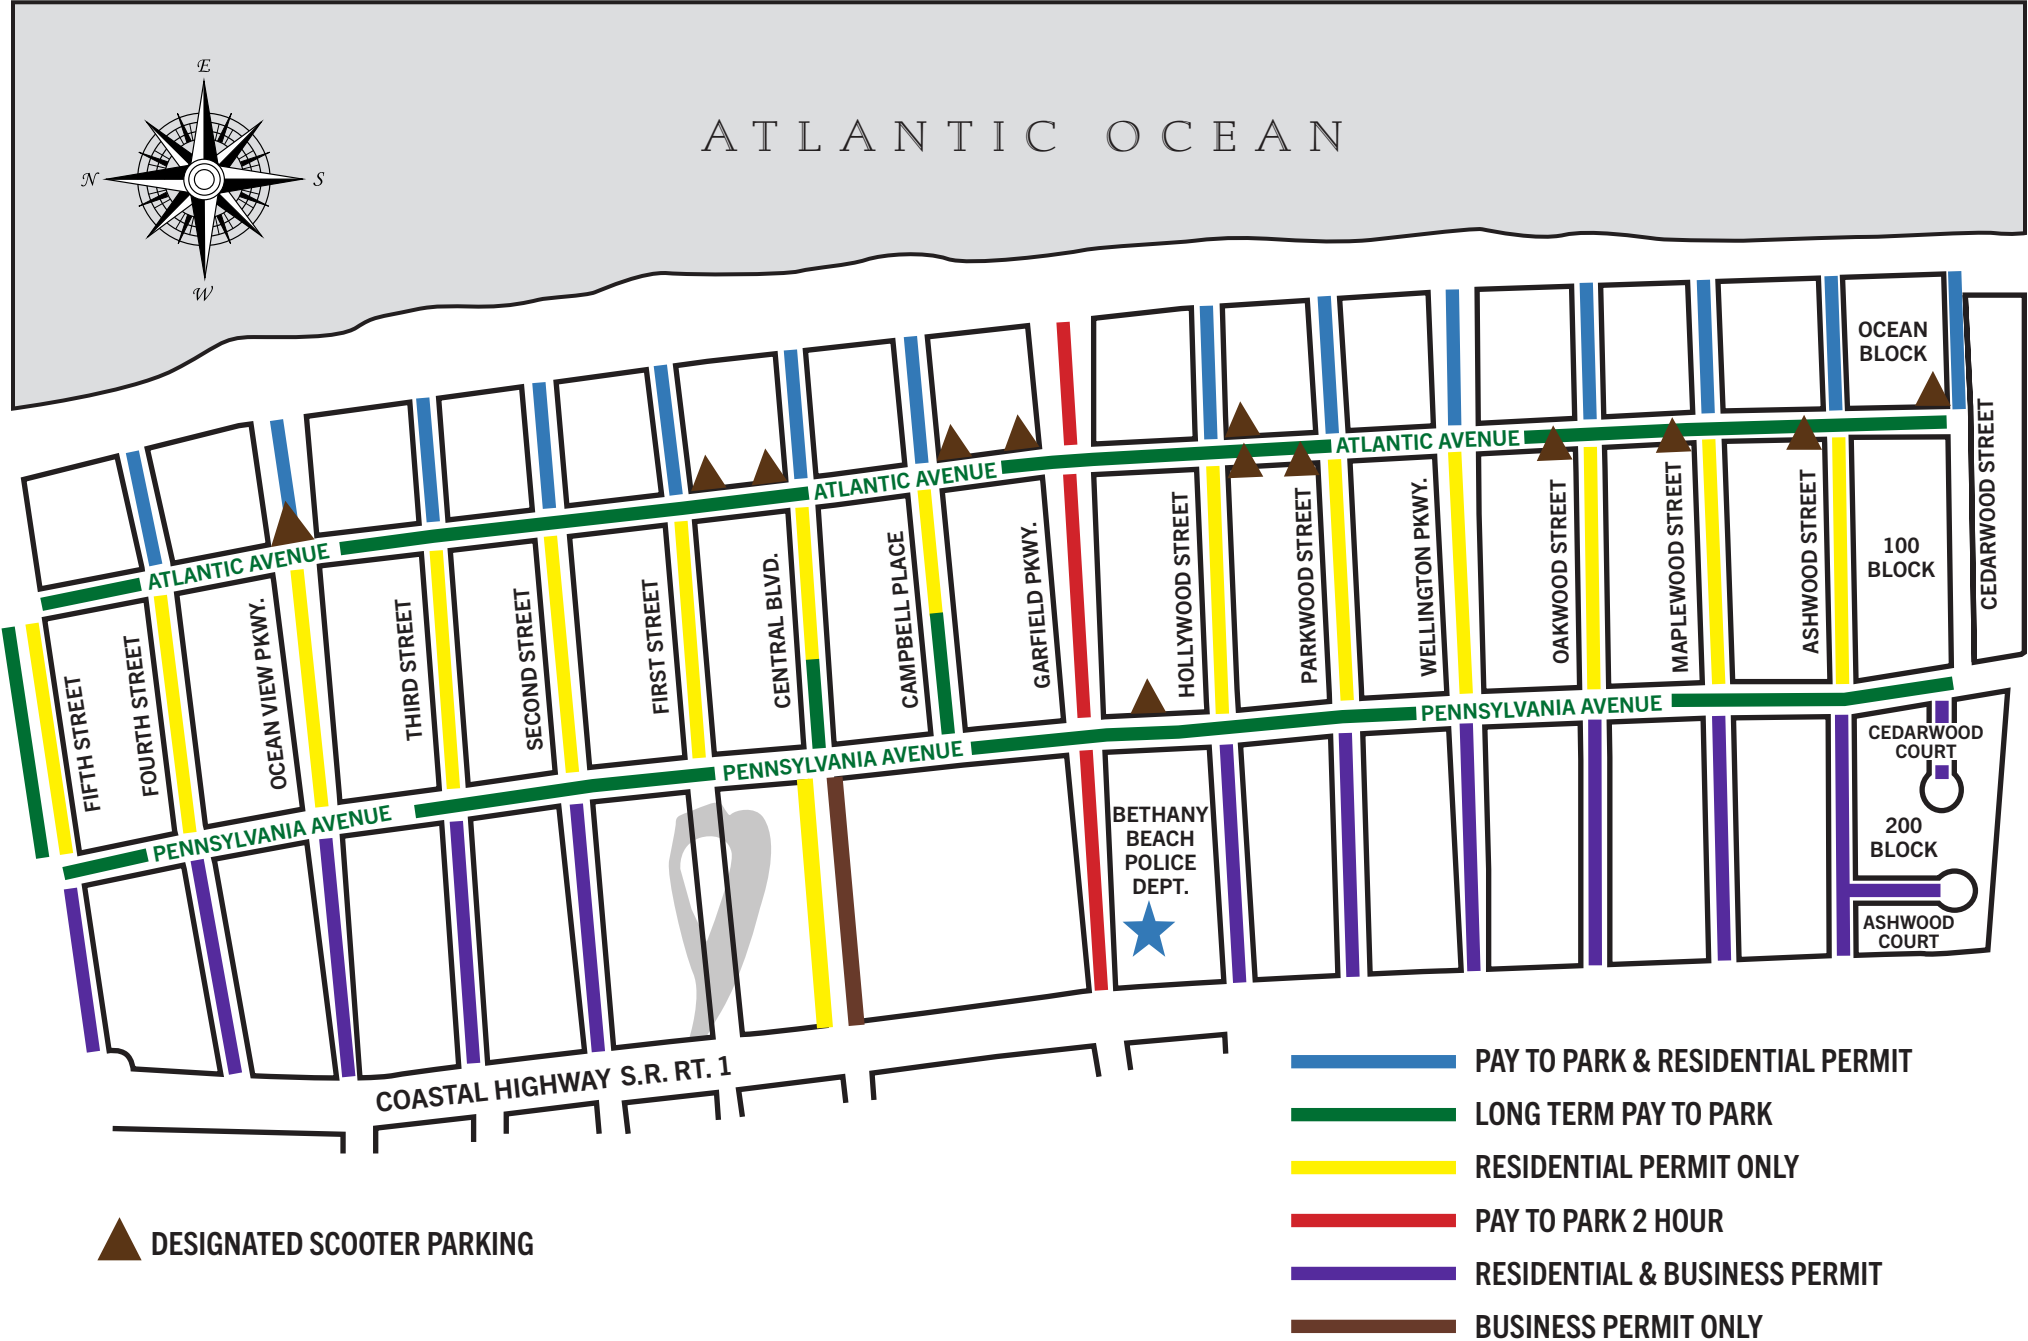 E
N
S
W
ATLANTIC OCEAN
OCEAN
BLOCK
ATLANTIC AVENUE
ATLANTIC AVENUE
ATLANTIC AVENUE
FIFTH STREET
FOURTH STREET
OCEAN VIEW PKWY.
THIRD STREET
SECOND STREET
FIRST STREET
CENTRAL BLVD.
CAMPBELL PLACE
GARFIELD PKWY.
HOLLYWOOD STREET
PARKWOOD STREET
WELLINGTON PKWY.
OAKWOOD STREET
MAPLEWOOD STREET
ASHWOOD STREET
100
BLOCK
CEDARWOOD STREET
PENNSYLVANIA AVENUE
PENNSYLVANIA AVENUE
PENNSYLVANIA AVENUE
CEDARWOOD
COURT
200
BLOCK
ASHWOOD
COURT
BETHANY
BEACH
POLICE
DEPT.
COASTAL HIGHWAY S.R. RT. 1
DESIGNATED SCOOTER PARKING
PAY TO PARK & RESIDENTIAL PERMIT
LONG TERM PAY TO PARK
RESIDENTIAL PERMIT ONLY
PAY TO PARK 2 HOUR
RESIDENTIAL & BUSINESS PERMIT
BUSINESS PERMIT ONLY